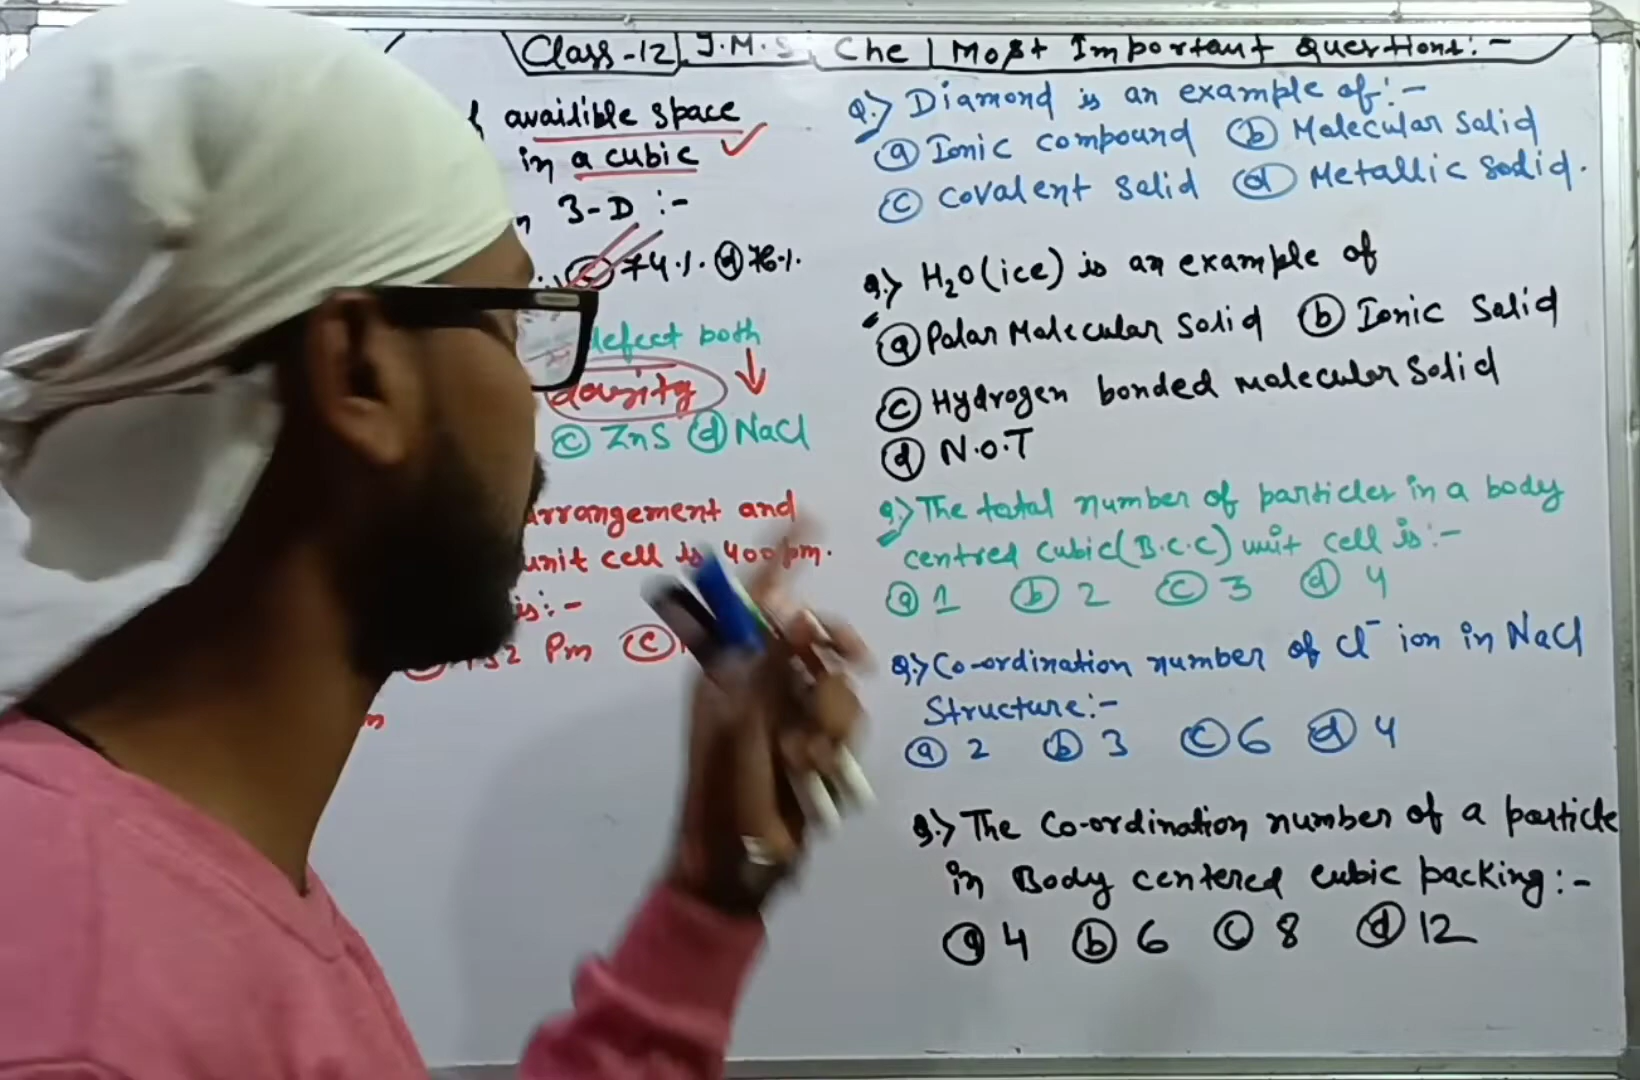 Class-12 I.M.S Che Most Important Questions:-
availible space
in a cubic
3-D :-
74.1. d 76.1.
defect both
density
c ZnS d NaCl
arrangement and
unit cell is 400 pm.
is:-
Pm c
Q.> Diamond is an example of:-
a Ionic compound b Molecular Solid
c Covalent Solid d Metallic Solid.
Q.> H₂O(ice) is an example of
a Polar Molecular Solid b Ionic Solid
c Hydrogen bonded molecular Solid
d N.O.T
Q.> The total number of particles in a body
centred cubic(B.C.C) unit cell is:-
a 1 b 2 c 3 d 4
Q.> Co-ordination number of Cl⁻ ion in NaCl
Structure:-
a 2 b 3 c 6 d 4
Q.> The Co-ordination number of a particle
in Body centered cubic packing:-
a 4 b 6 c 8 d 12